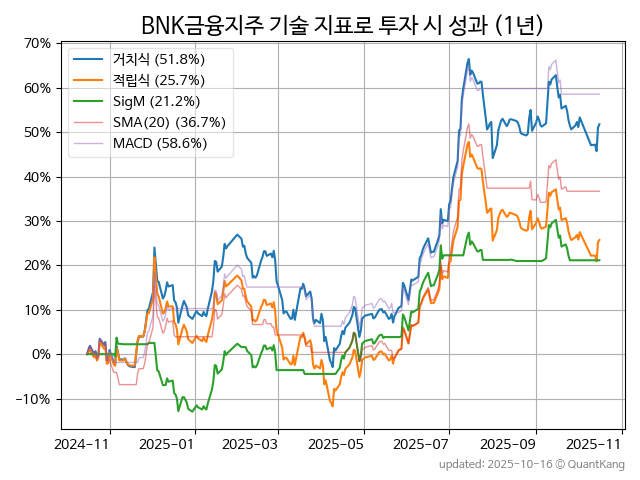 BNK금융지주 기술 지표로 투자 시 성과 (1년)
70%
60%
50%
40%
30%
20%
10%
0%
−10%
거치식 (51.8%)
적립식 (25.7%)
SigM (21.2%)
SMA(20) (36.7%)
MACD (58.6%)
2024-11
2025-01
2025-03
2025-05
2025-07
2025-09
2025-11
updated: 2025-10-16 © QuantKang